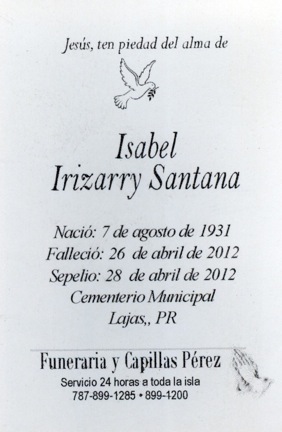 Jesús, ten piedad del alma de
Isabel
Irizarry Santana
Nació: 7 de agosto de 1931
Falleció: 26 de abril de 2012
Sepelio: 28 de abril de 2012
Cementerio Municipal
Lajas,, PR
Funeraria y Capillas Pérez
Servicio 24 horas a toda la isla
787-899-1285 • 899-1200